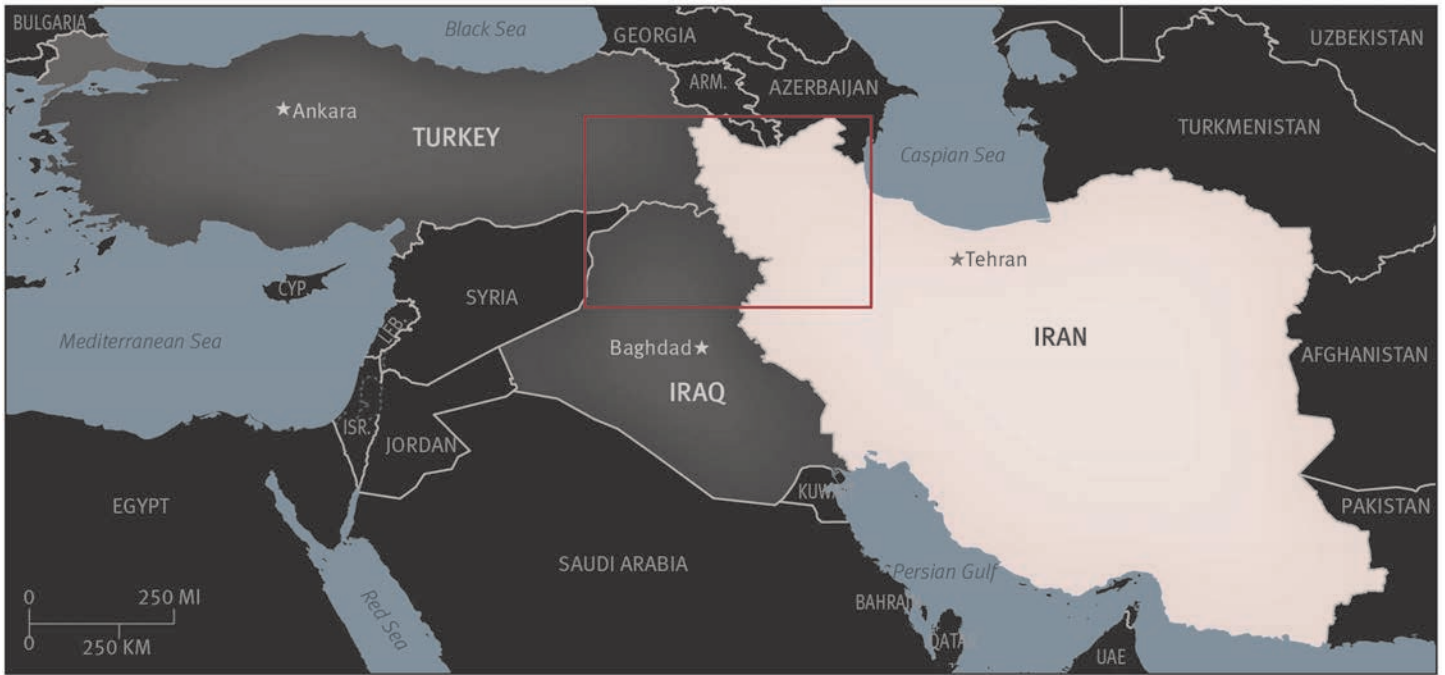 BULGARIA
Black Sea
GEORGIA
UZBEKISTAN
ARM.
AZERBAIJAN
★Ankara
TURKEY
TURKMENISTAN
Caspian Sea
★Tehran
CYP.
SYRIA
LEB.
Mediterranean Sea
Baghdad★
IRAN
AFGHANISTAN
IRAQ
ISR.
JORDAN
KUW.
EGYPT
PAKISTAN
SAUDI ARABIA
Persian Gulf
0 250 MI
BAHRAIN
Red Sea
QATAR
0
250 KM
UAE